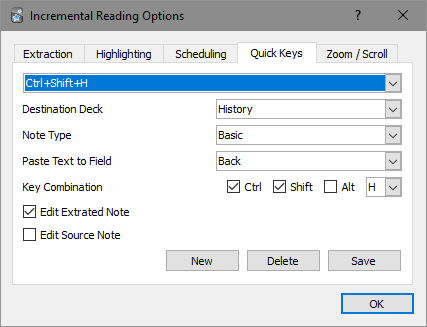 Incremental Reading Options
Extraction Highlighting Scheduling Quick Keys Zoom / Scroll
Ctrl+Shift+H
Destination Deck History
Note Type Basic
Paste Text to Field Back
Key Combination Ctrl Shift Alt H
Edit Extrated Note
Edit Source Note
New Delete Save
OK